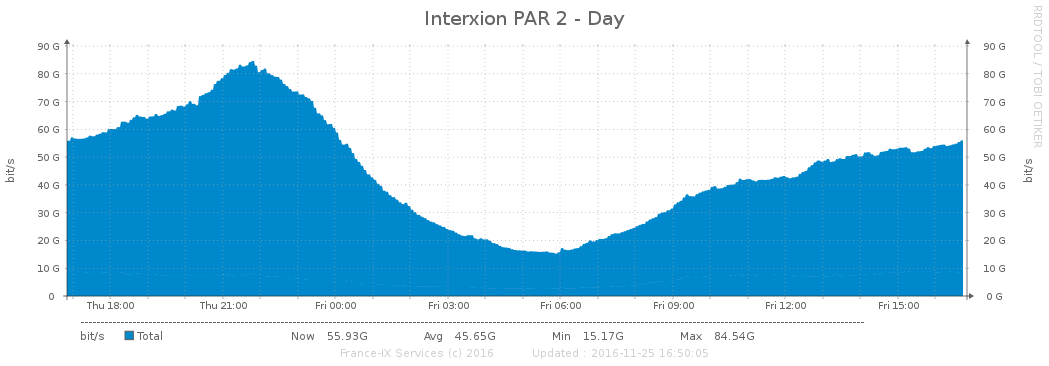 Interxion PAR 2 - Day
RRDTOOL / TOBI OETIKER
90 G 90 G
80 G 80 G
70 G 70 G
60 G 60 G
50 G 50 G
40 G 40 G
30 G 30 G
20 G 20 G
10 G 10 G
0 0 G
bit/s
bit/s
Thu 18:00 Thu 21:00 Fri 00:00 Fri 03:00 Fri 06:00 Fri 09:00 Fri 12:00 Fri 15:00
bit/s Total Now 55.93G Avg 45.65G Min 15.17G Max 84.54G
France-IX Services (c) 2016 Updated : 2016-11-25 16:50:05